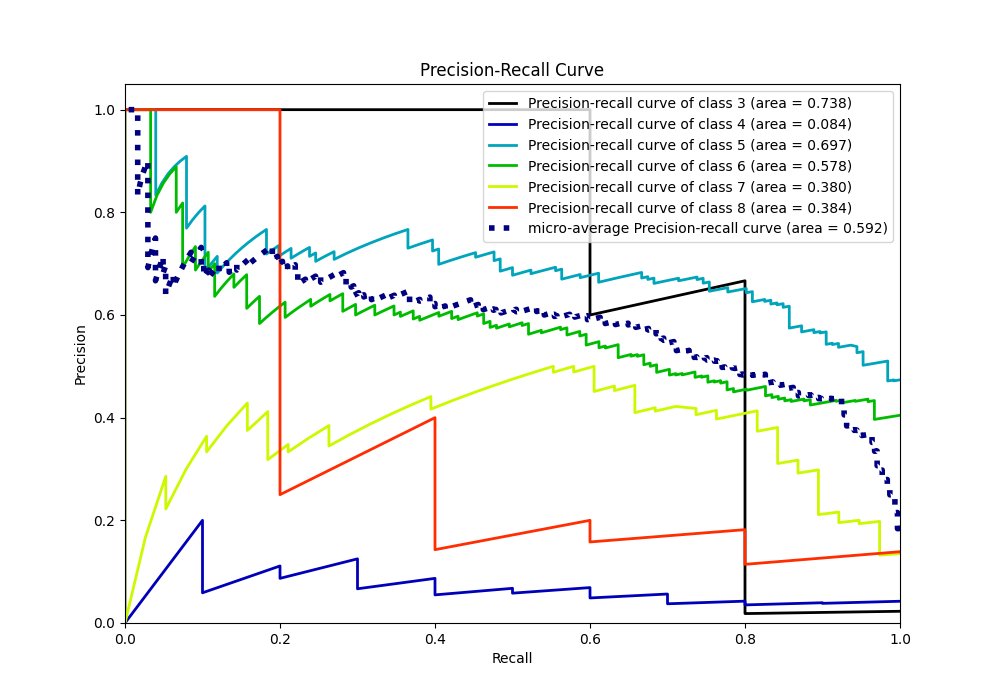 Precision-Recall Curve
Precision-recall curve of class 3 (area = 0.738)
Precision-recall curve of class 4 (area = 0.084)
Precision-recall curve of class 5 (area = 0.697)
Precision-recall curve of class 6 (area = 0.578)
Precision-recall curve of class 7 (area = 0.380)
Precision-recall curve of class 8 (area = 0.384)
micro-average Precision-recall curve (area = 0.592)
Precision
1.0
0.8
0.6
0.4
0.2
0.0
0.0 0.2 0.4 0.6 0.8 1.0
Recall